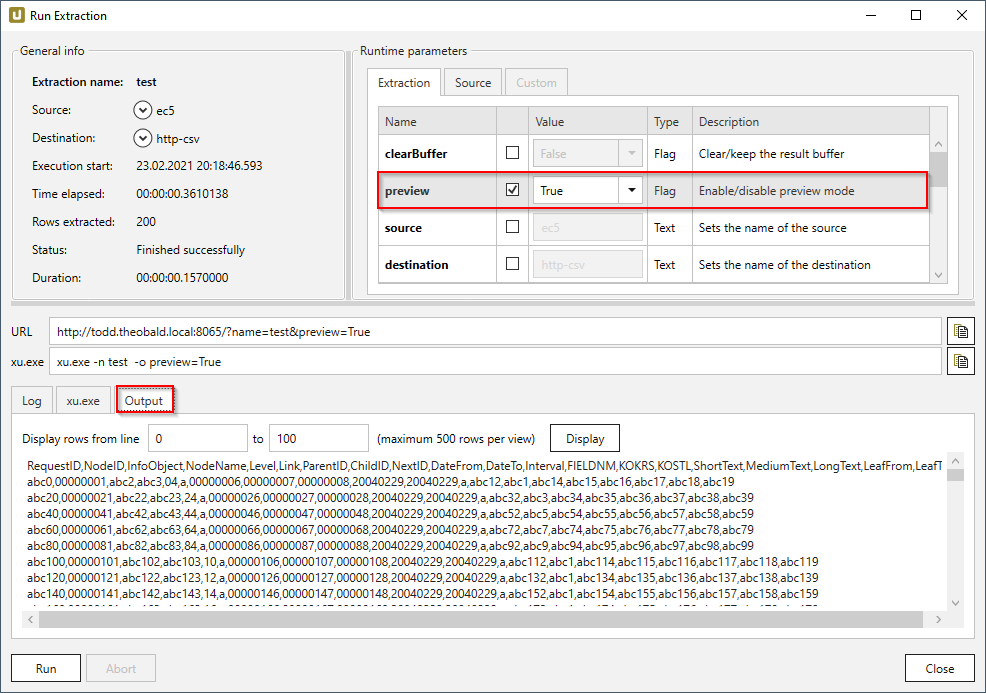 Run Extraction
General info
Extraction name: test
Source: ec5
Destination: http-csv
Execution start: 23.02.2021 20:18:46.593
Time elapsed: 00:00:00.3610138
Rows extracted: 200
Status: Finished successfully
Duration: 00:00:00.1570000
Runtime parameters
Extraction Source Custom
Name Value Type Description
clearBuffer False Flag Clear/keep the result buffer
preview True Flag Enable/disable preview mode
source ec5 Text Sets the name of the source
destination http-csv Text Sets the name of the destination
URL http://todd.theobald.local:8065/?name=test&preview=True
xu.exe xu.exe -n test -o preview=True
Log xu.exe Output
Display rows from line 0 to 100 (maximum 500 rows per view) Display
RequestID,NodeID,InfoObject,NodeName,Level,Link,ParentID,ChildID,NextID,DateFrom,DateTo,Interval,FIELDNM,KOKRS,KOSTL,ShortText,MediumText,LongText,LeafFrom,LeafT
abc0,00000001,abc2,abc3,04,a,00000006,00000007,00000008,20040229,20040229,a,abc12,abc1,abc14,abc15,abc16,abc17,abc18,abc19
abc20,00000021,abc22,abc23,24,a,00000026,00000027,00000028,20040229,20040229,a,abc32,abc3,abc34,abc35,abc36,abc37,abc38,abc39
abc40,00000041,abc42,abc43,44,a,00000046,00000047,00000048,20040229,20040229,a,abc52,abc5,abc54,abc55,abc56,abc57,abc58,abc59
abc60,00000061,abc62,abc63,64,a,00000066,00000067,00000068,20040229,20040229,a,abc72,abc7,abc74,abc75,abc76,abc77,abc78,abc79
abc80,00000081,abc82,abc83,84,a,00000086,00000087,00000088,20040229,20040229,a,abc92,abc9,abc94,abc95,abc96,abc97,abc98,abc99
abc100,00000101,abc102,abc103,10,a,00000106,00000107,00000108,20040229,20040229,a,abc112,abc1,abc114,abc115,abc116,abc117,abc118,abc119
abc120,00000121,abc122,abc123,12,a,00000126,00000127,00000128,20040229,20040229,a,abc132,abc1,abc134,abc135,abc136,abc137,abc138,abc139
abc140,00000141,abc142,abc143,14,a,00000146,00000147,00000148,20040229,20040229,a,abc152,abc1,abc154,abc155,abc156,abc157,abc158,abc159
Run Abort Close